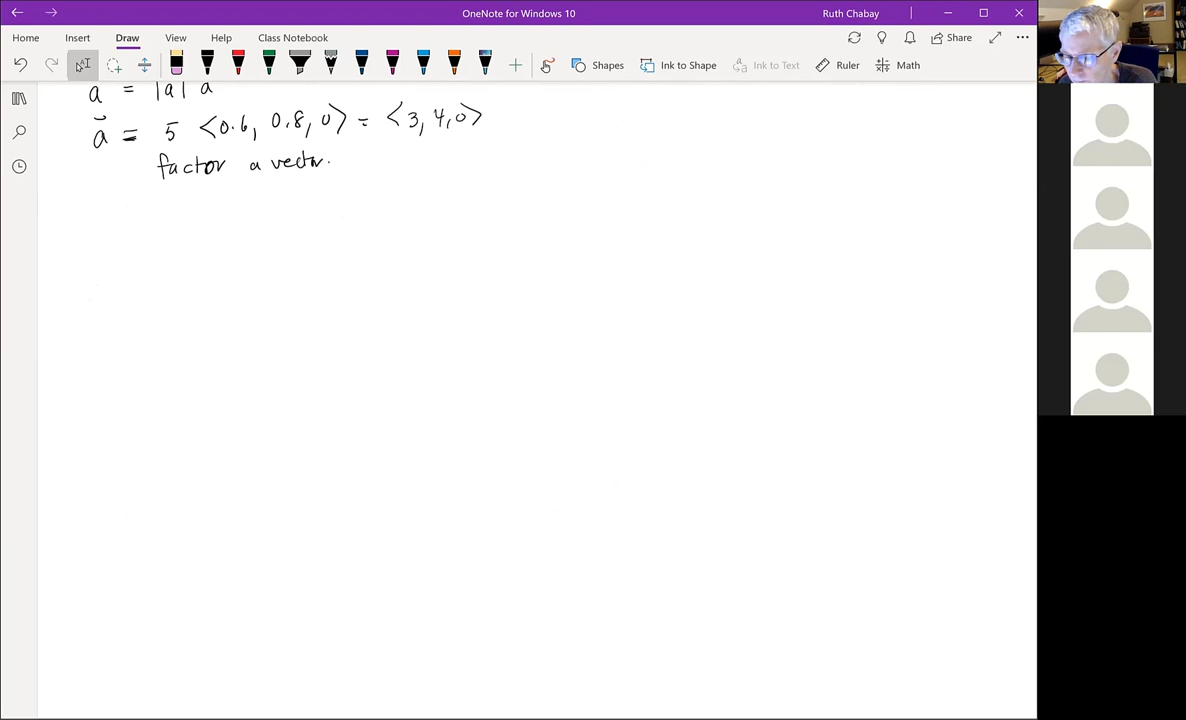 OneNote for Windows 10
Ruth Chabay
Home Insert Draw View Help Class Notebook
Share
Shapes Ink to Shape Ink to Text Ruler Math
a = |a| a
a = 5 <0.6, 0.8, 0> = <3, 4, 0>
factor a vector.